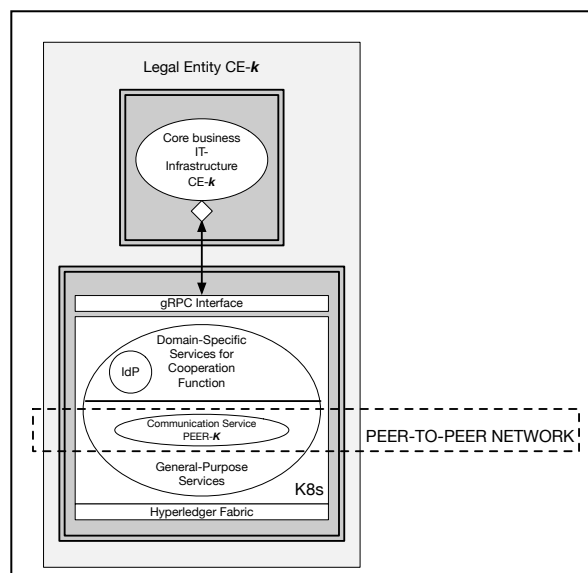 Legal Entity CE-k
Core business
IT-
Infrastructure
CE-k
gRPC Interface
Domain-Specific
Services for
Cooperation
Function
IdP
Communication Service
PEER-K
PEER-TO-PEER NETWORK
General-Purpose
Services
K8s
Hyperledger Fabric